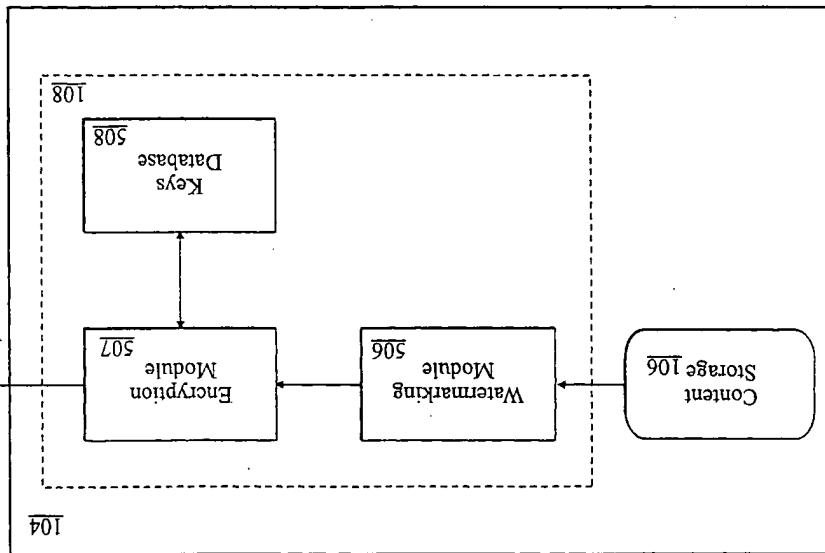 104
Content
Storage 106
Watermarking
Module
506
Encryption
Module
507
Keys
Database
508
108